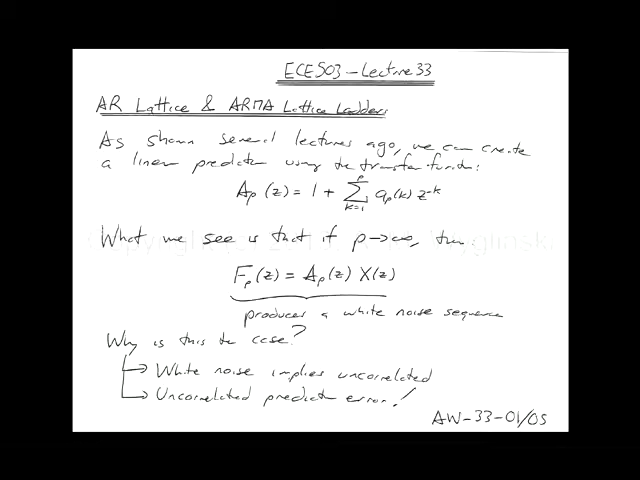 ECE503 - Lecture 33
AR Lattice & ARMA Lattice Ladders
As shown several lectures ago, we can create
a linear predictor using the transfer function:
Ap(z) = 1 + Σ_{k=1}^{p} ap(k) z^-k
What we see is that if p→∞, then:
Fp(z) = Ap(z) X(z)
produces a white noise sequence
Why is this the case?
→ White noise implies uncorrelated
→ Uncorrelated predictor error!
AW-33-01/05